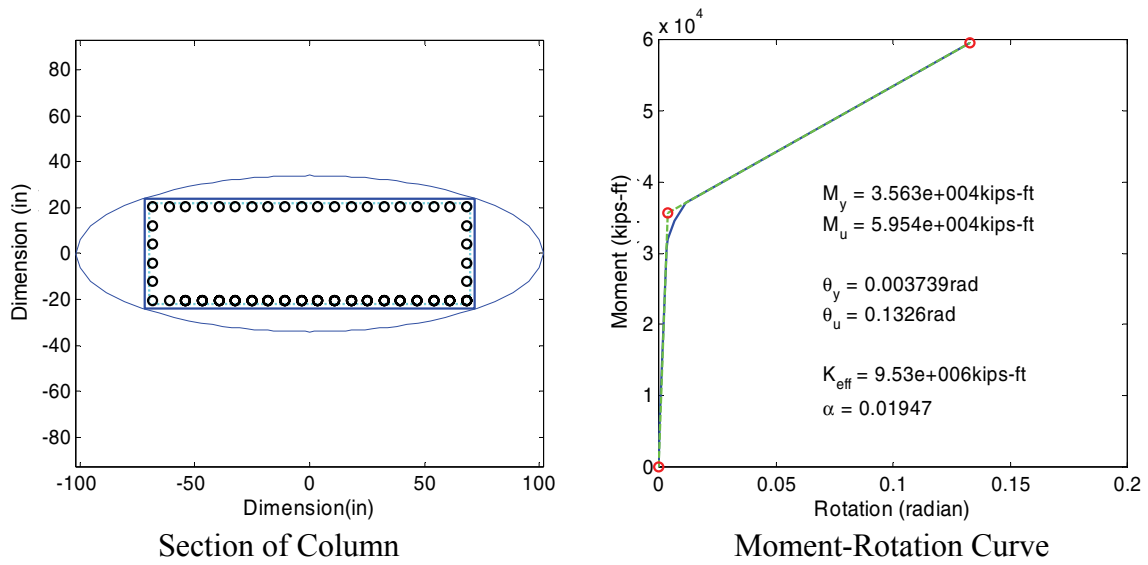 80
60
40
20
0
-20
-40
-60
-80
-100
-50
0
50
100
Dimension (in)
Dimension(in)
Section of Column
x 10^4
6
5
4
3
2
1
0
0
0.05
0.1
0.15
0.2
Moment (kips-ft)
M_y = 3.563e+004kips-ft
M_u = 5.954e+004kips-ft
θ_y = 0.003739rad
θ_u = 0.1326rad
K_eff = 9.53e+006kips-ft
α = 0.01947
Rotation (radian)
Moment-Rotation Curve